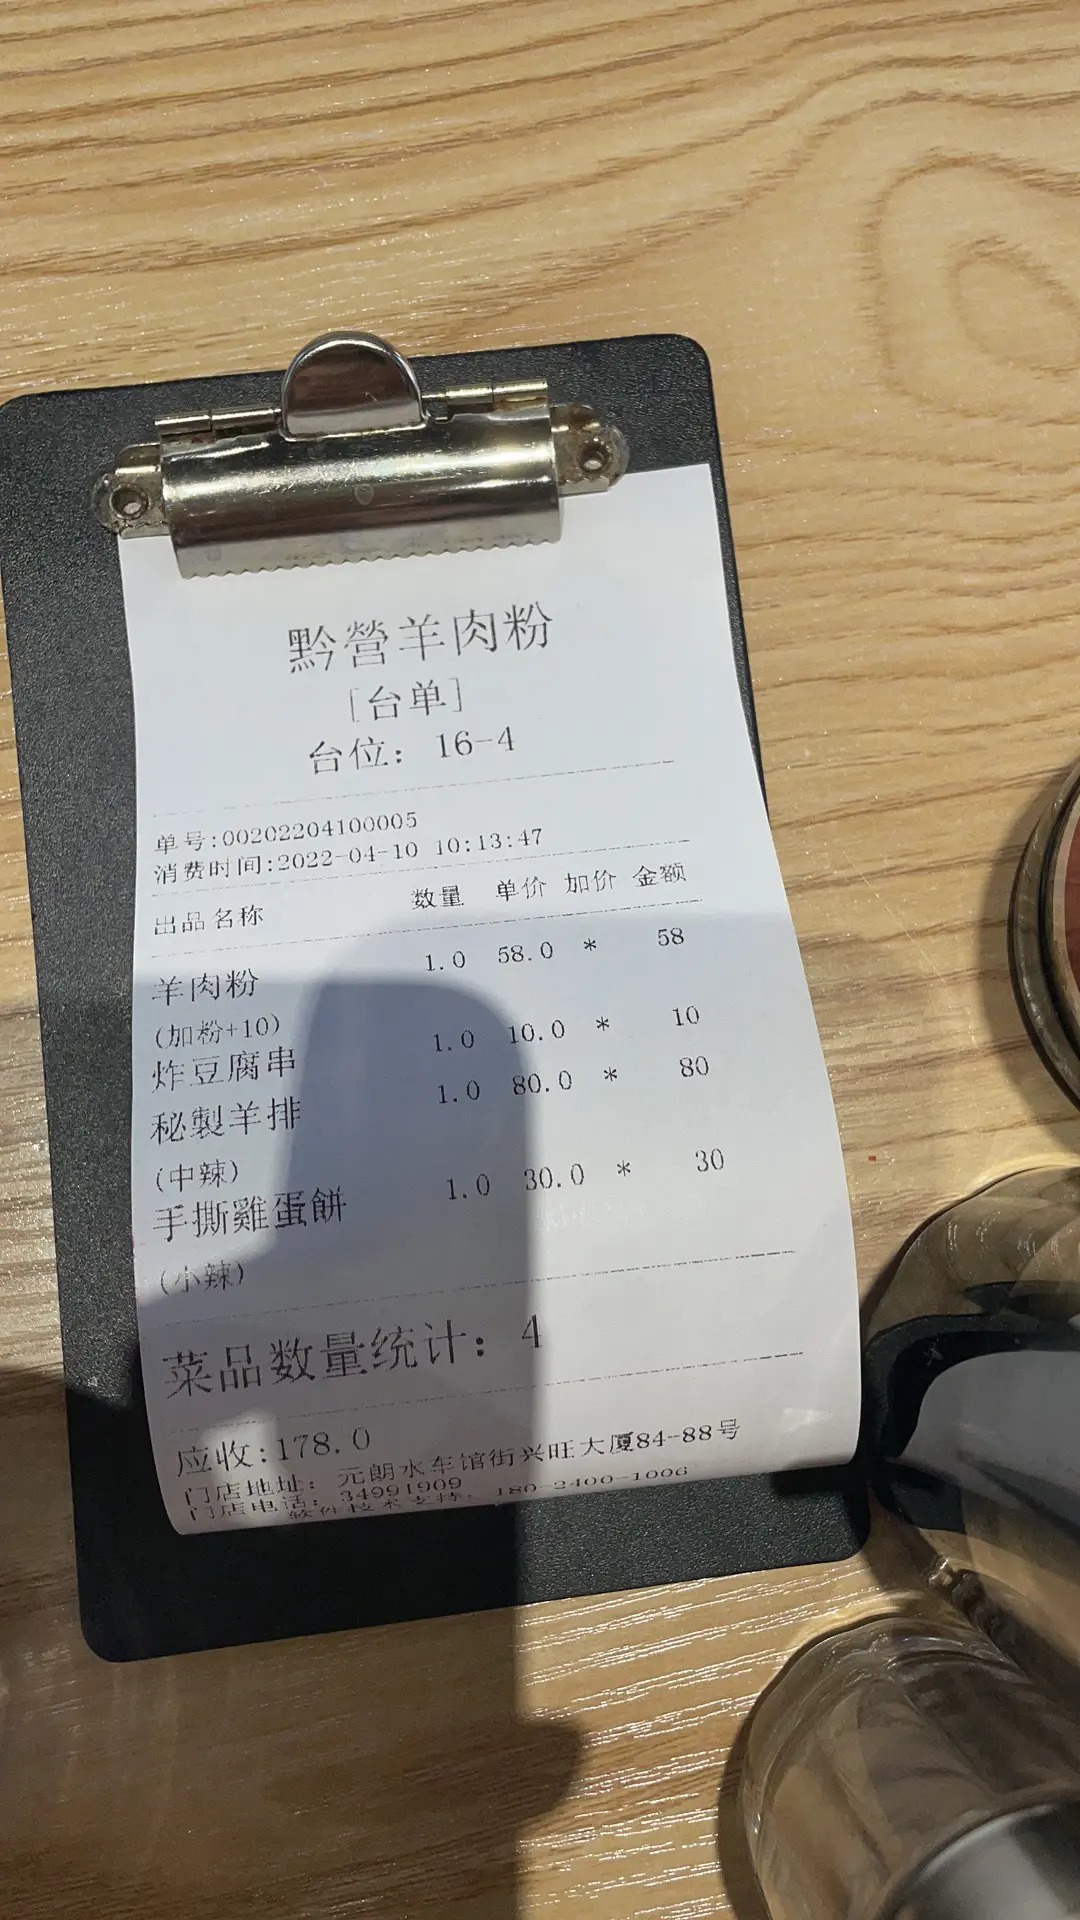 黔營羊肉粉
[台单]
台位: 16-4
单号:00202204100005
消费时间:2022-04-10 10:13:47
出品名称 数量 单价 加价 金额
羊肉粉 1.0 58.0 * 58
(加粉+10)
炸豆腐串 1.0 10.0 * 10
秘製羊排 1.0 80.0 * 80
(中辣)
手撕雞蛋餅 1.0 30.0 * 30
(小辣)
菜品数量统计: 4
应收:178.0
门店地址: 元朗水车馆街兴旺大厦84-88号
门店电话: 34991909
软件技术支持: 180-2400-1006